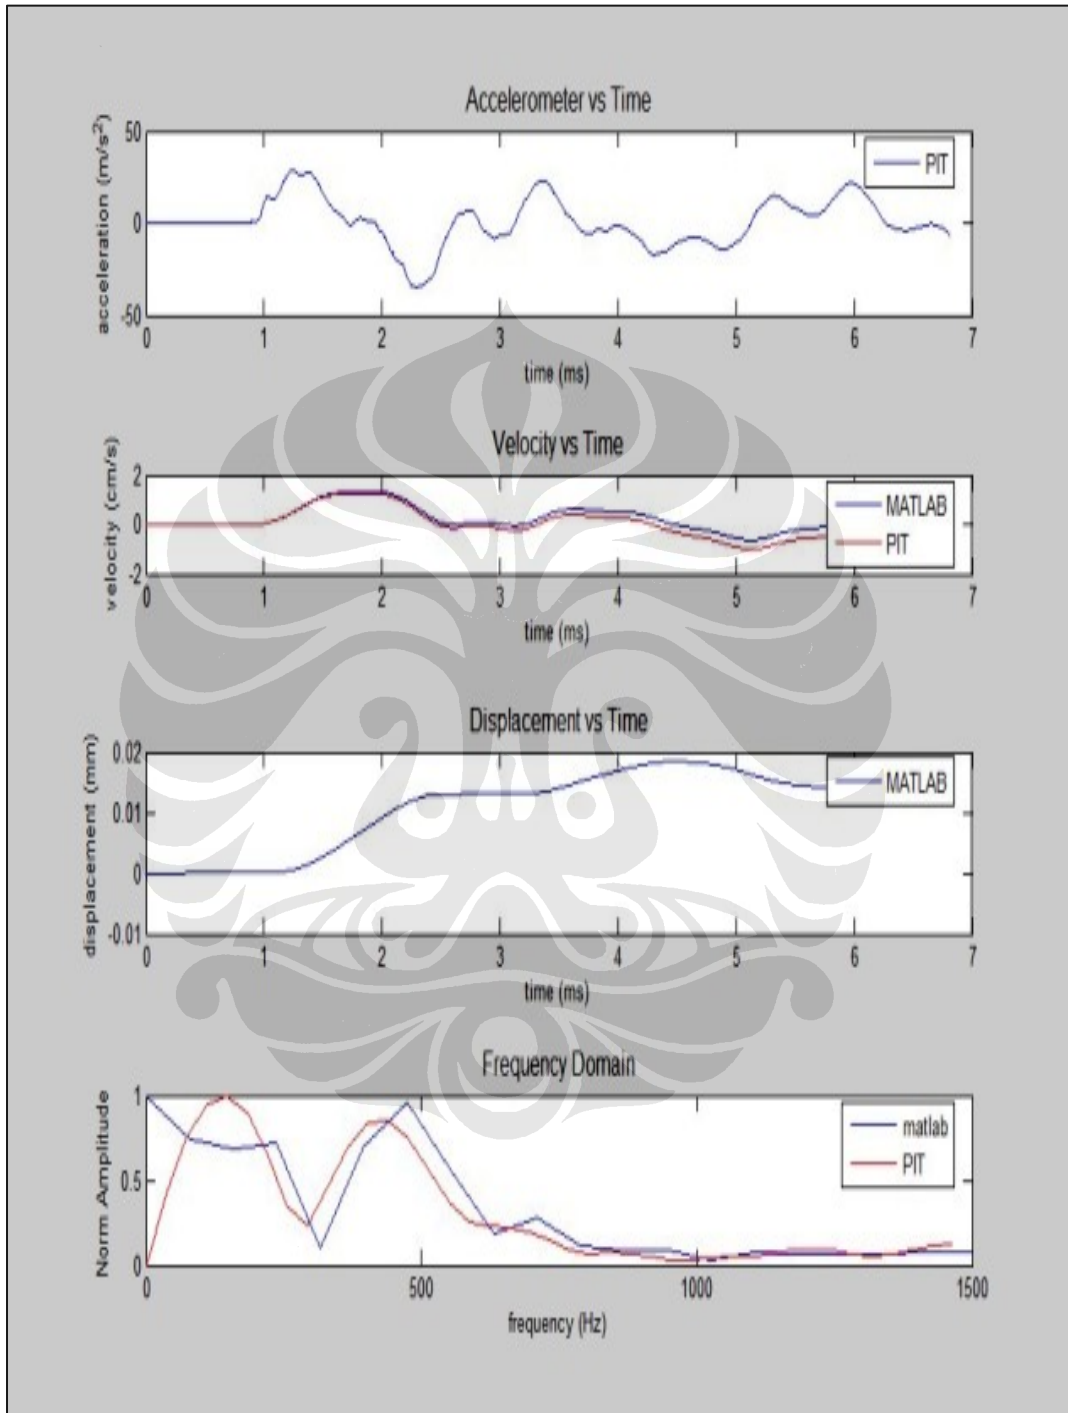 Accelerometer vs Time
acceleration (m/s²)
50
0
-50
PIT
0 1 2 3 4 5 6 7
time (ms)
Velocity vs Time
velocity (cm/s)
2
0
-2
MATLAB
PIT
0 1 2 3 4 5 6 7
time (ms)
Displacement vs Time
displacement (mm)
0.02
0.01
0
-0.01
MATLAB
0 1 2 3 4 5 6 7
time (ms)
Frequency Domain
Norm Amplitude
1
0.5
0
matlab
PIT
0 500 1000 1500
frequency (Hz)